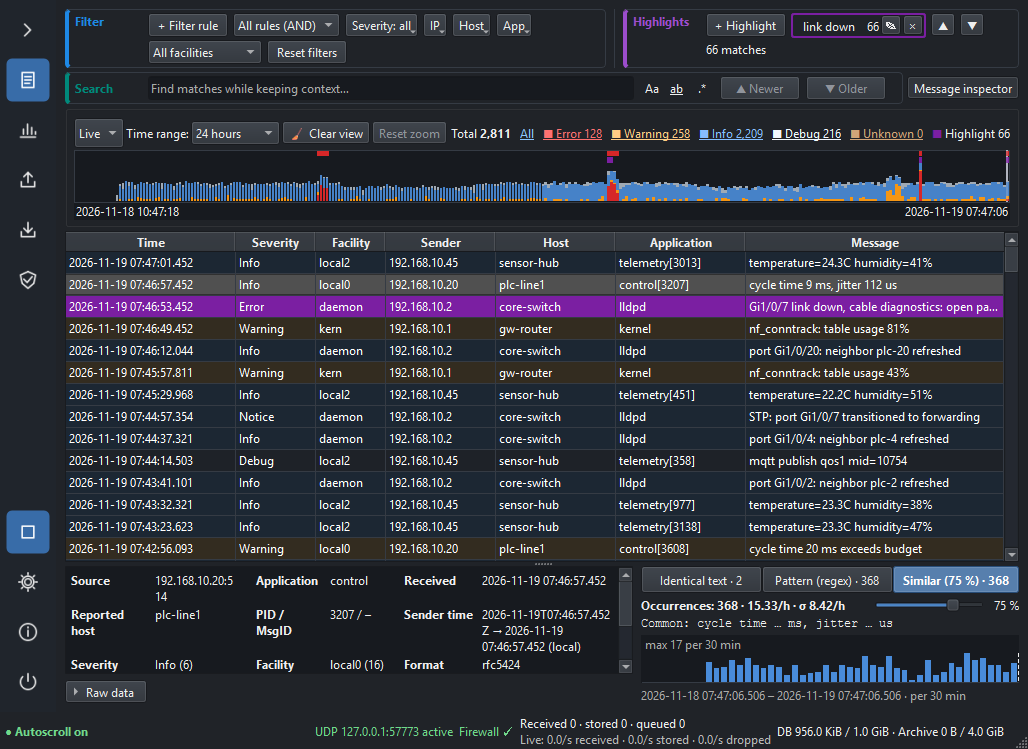 Filter
+ Filter rule
All rules (AND)
Severity: all
IP
Host
App
All facilities
Reset filters
Highlights
+ Highlight
link down 66
66 matches
Search
Find matches while keeping context...
Aa ab .*
▲ Newer
▼ Older
Message inspector
Live
Time range: 24 hours
Clear view
Reset zoom
Total 2,811 All Error 128 Warning 258 Info 2,209 Debug 216 Unknown 0 Highlight 66
2026-11-18 10:47:18 2026-11-19 07:47:06
Time Severity Facility Sender Host Application Message
2026-11-19 07:47:01.452 Info local2 192.168.10.45 sensor-hub telemetry[3013] temperature=24.3C humidity=41%
2026-11-19 07:46:57.452 Info local0 192.168.10.20 plc-line1 control[3207] cycle time 9 ms, jitter 112 us
2026-11-19 07:46:53.452 Error daemon 192.168.10.2 core-switch lldpd Gi1/0/7 link down, cable diagnostics: open pa...
2026-11-19 07:46:49.452 Warning kern 192.168.10.1 gw-router kernel nf_conntrack: table usage 81%
2026-11-19 07:46:12.044 Info daemon 192.168.10.2 core-switch lldpd port Gi1/0/20: neighbor plc-20 refreshed
2026-11-19 07:45:57.811 Warning kern 192.168.10.1 gw-router kernel nf_conntrack: table usage 43%
2026-11-19 07:45:29.968 Info local2 192.168.10.45 sensor-hub telemetry[451] temperature=22.2C humidity=51%
2026-11-19 07:44:57.354 Notice daemon 192.168.10.2 core-switch lldpd STP: port Gi1/0/7 transitioned to forwarding
2026-11-19 07:44:37.321 Info daemon 192.168.10.2 core-switch lldpd port Gi1/0/4: neighbor plc-4 refreshed
2026-11-19 07:44:14.503 Debug local2 192.168.10.45 sensor-hub telemetry[358] mqtt publish qos1 mid=10754
2026-11-19 07:43:41.101 Info daemon 192.168.10.2 core-switch lldpd port Gi1/0/2: neighbor plc-2 refreshed
2026-11-19 07:43:32.321 Info local2 192.168.10.45 sensor-hub telemetry[977] temperature=23.3C humidity=38%
2026-11-19 07:43:23.623 Info local2 192.168.10.45 sensor-hub telemetry[3138] temperature=23.3C humidity=47%
2026-11-19 07:42:56.093 Warning local0 192.168.10.20 plc-line1 control[3608] cycle time 20 ms exceeds budget
Source 192.168.10.20:5 Application control Received 2026-11-19 07:46:57.452
14
Reported plc-line1 PID / 3207 / – Sender time 2026-11-19T07:46:57.452
host MsgID Z → 2026-11-19
07:46:57.452 (local)
Severity Info (6) Facility local0 (16) Format rfc5424
Raw data
Identical text · 2
Pattern (regex) · 368
Similar (75 %) · 368
Occurrences: 368 · 15.33/h · σ 8.42/h 75 %
Common: cycle time … ms, jitter … us
max 17 per 30 min
2026-11-18 07:47:06.506 – 2026-11-19 07:47:06.506 · per 30 min
Autoscroll on
UDP 127.0.0.1:57773 active Firewall ✓
Received 0 · stored 0 · queued 0
Live: 0.0/s received · 0.0/s stored · 0.0/s dropped
DB 956.0 KiB / 1.0 GiB · Archive 0 B / 4.0 GiB